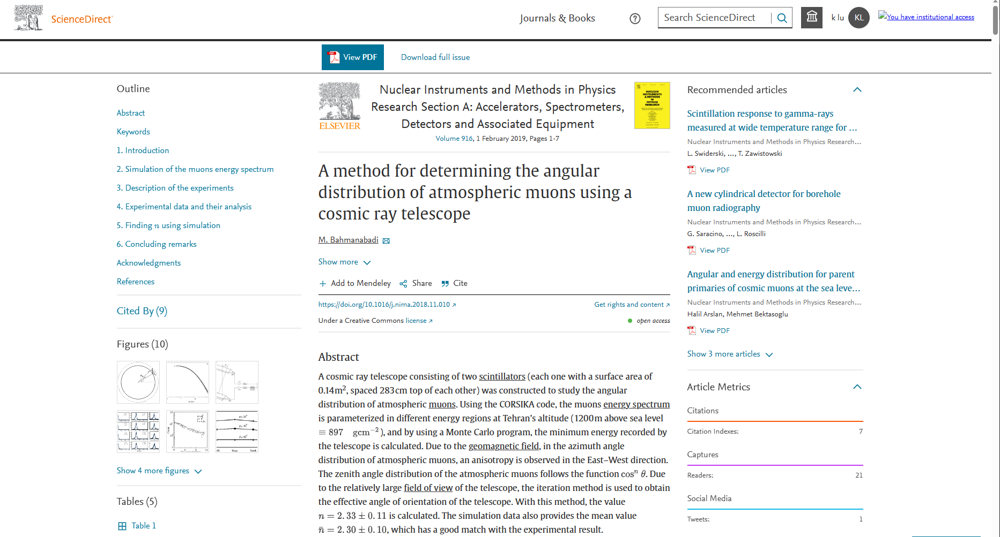 ScienceDirect
Journals & Books
Search ScienceDirect
k lu
KL
You have institutional access
View PDF
Download full issue
Outline
Abstract
Keywords
1. Introduction
2. Simulation of the muons energy spectrum
3. Description of the experiments
4. Experimental data and their analysis
5. Finding n using simulation
6. Concluding remarks
Acknowledgments
References
Cited By (9)
Figures (10)
Show 4 more figures
Tables (5)
Table 1
ELSEVIER
Nuclear Instruments and Methods in Physics
Research Section A: Accelerators, Spectrometers,
Detectors and Associated Equipment
Volume 916, 1 February 2019, Pages 1-7
NUCLEAR
INSTRUMENTS
& METHODS
IN
PHYSICS
RESEARCH
A method for determining the angular
distribution of atmospheric muons using a
cosmic ray telescope
M. Bahmanabadi
Show more
Add to Mendeley
Share
Cite
https://doi.org/10.1016/j.nima.2018.11.010 ↗
Get rights and content ↗
Under a Creative Commons license ↗
open access
Abstract
A cosmic ray telescope consisting of two scintillators (each one with a surface area of
0.14m², spaced 283cm top of each other) was constructed to study the angular
distribution of atmospheric muons. Using the CORSIKA code, the muons energy spectrum
is parameterized in different energy regions at Tehran's altitude (1200m above sea level
≡ 897 gcm⁻²), and by using a Monte Carlo program, the minimum energy recorded by
the telescope is calculated. Due to the geomagnetic field, in the azimuth angle
distribution of atmospheric muons, an anisotropy is observed in the East–West direction.
The zenith angle distribution of the atmospheric muons follows the function cosⁿ θ. Due
to the relatively large field of view of the telescope, the iteration method is used to obtain
the effective angle of orientation of the telescope. With this method, the value
n = 2.33 ± 0.11 is calculated. The simulation data also provides the mean value
n̄ = 2.30 ± 0.10, which has a good match with the experimental result.
Recommended articles
Scintillation response to gamma-rays
measured at wide temperature range for ...
Nuclear Instruments and Methods in Physics Research...
L. Swiderski, ..., T. Zawistowski
View PDF
A new cylindrical detector for borehole
muon radiography
Nuclear Instruments and Methods in Physics Research...
G. Saracino, ..., L. Roscilli
View PDF
Angular and energy distribution for parent
primaries of cosmic muons at the sea leve...
Nuclear Instruments and Methods in Physics Research...
Halil Arslan, Mehmet Bektasoglu
View PDF
Show 3 more articles
Article Metrics
Citations
Citation Indexes: 7
Captures
Readers: 21
Social Media
Tweets: 1